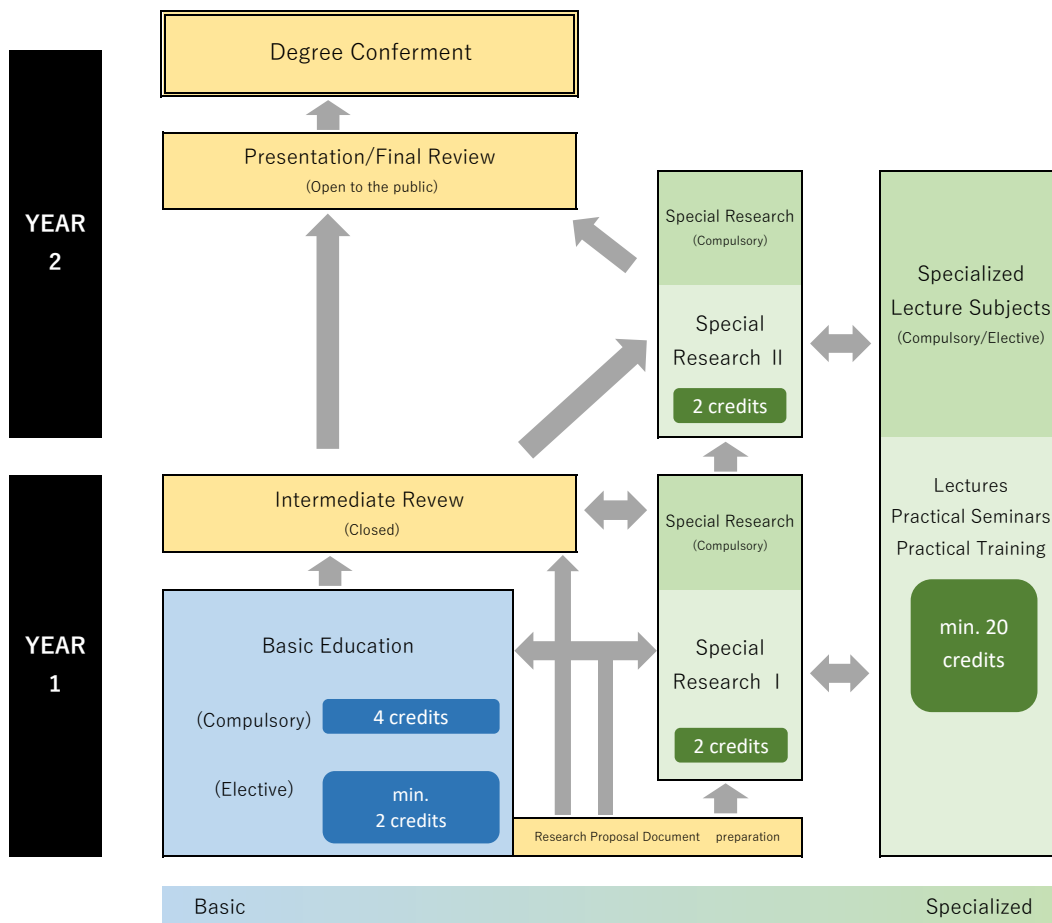 Degree Conferment
Presentation/Final Review
(Open to the public)
YEAR
2
Special Research
(Compulsory)
Special
Research II
2 credits
Specialized
Lecture Subjects
(Compulsory/Elective)
Lectures
Practical Seminars
Practical Training
min. 20
credits
YEAR
1
Intermediate Revew
(Closed)
Special Research
(Compulsory)
Special
Research I
2 credits
Basic Education
(Compulsory)
4 credits
(Elective)
min.
2 credits
Research Proposal Document preparation
Basic
Specialized